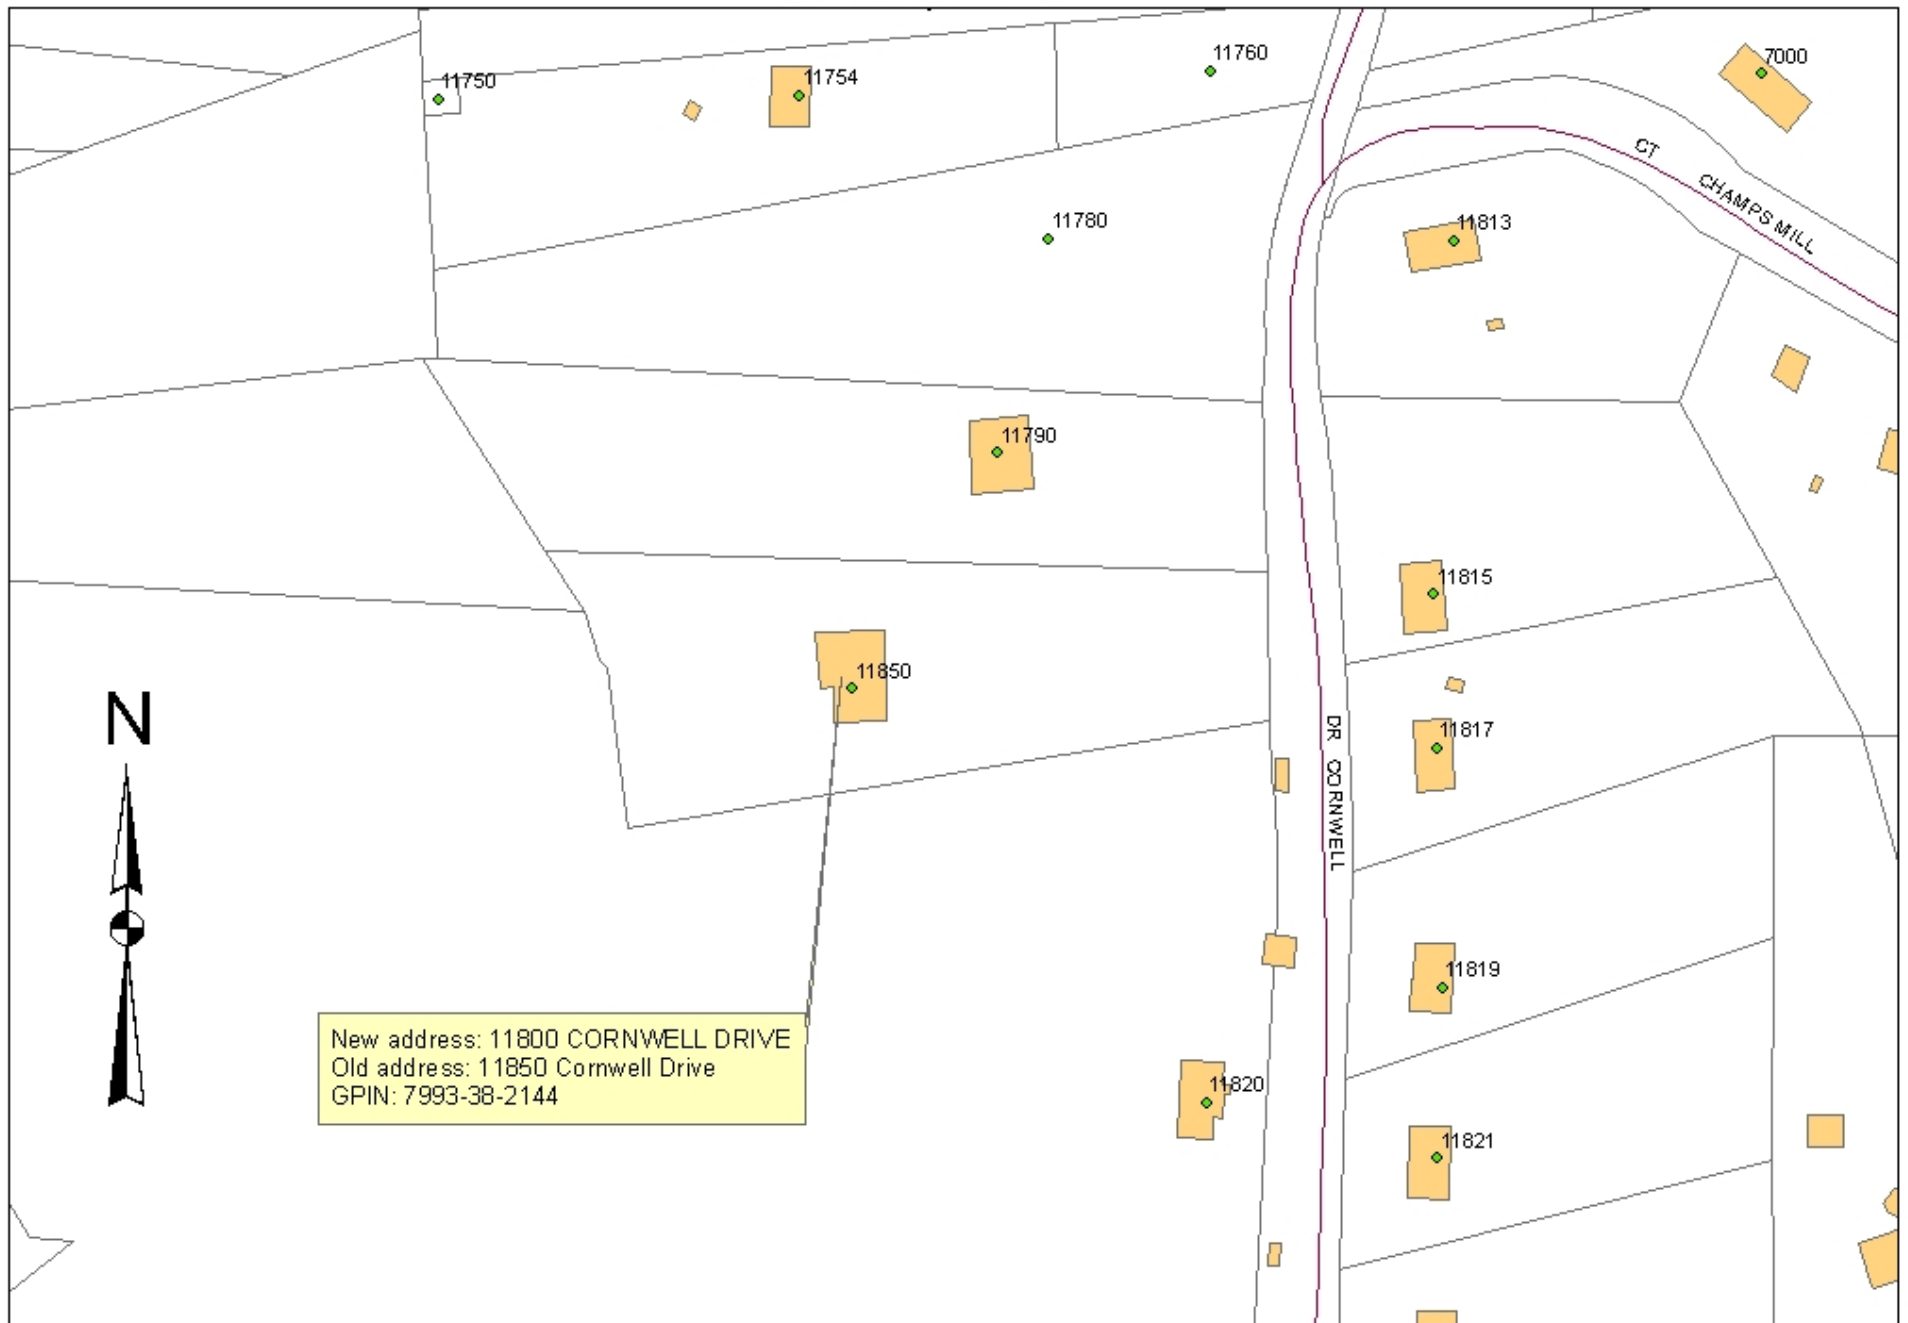 11760
7000
11750
11754
CT
CHAMPS MILL
11780
11813
11790
11815
11850
N
DR CORNWELL
11817
11819
New address: 11800 CORNWELL DRIVE
Old address: 11850 Cornwell Drive
GPIN: 7993-38-2144
11820
11821